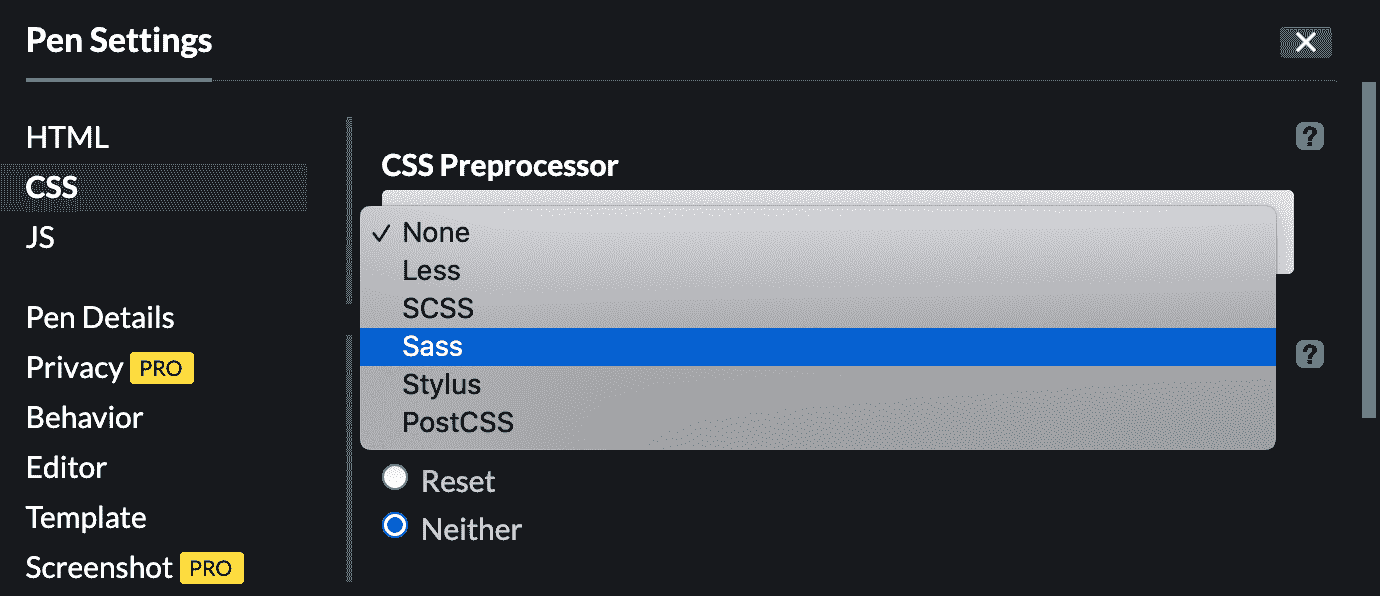 Pen Settings
HTML
CSS
JS
Pen Details
Privacy PRO
Behavior
Editor
Template
Screenshot PRO
?
CSS Preprocessor
✓ None
Less
SCSS
Sass
Stylus
PostCSS
?
Reset
Neither